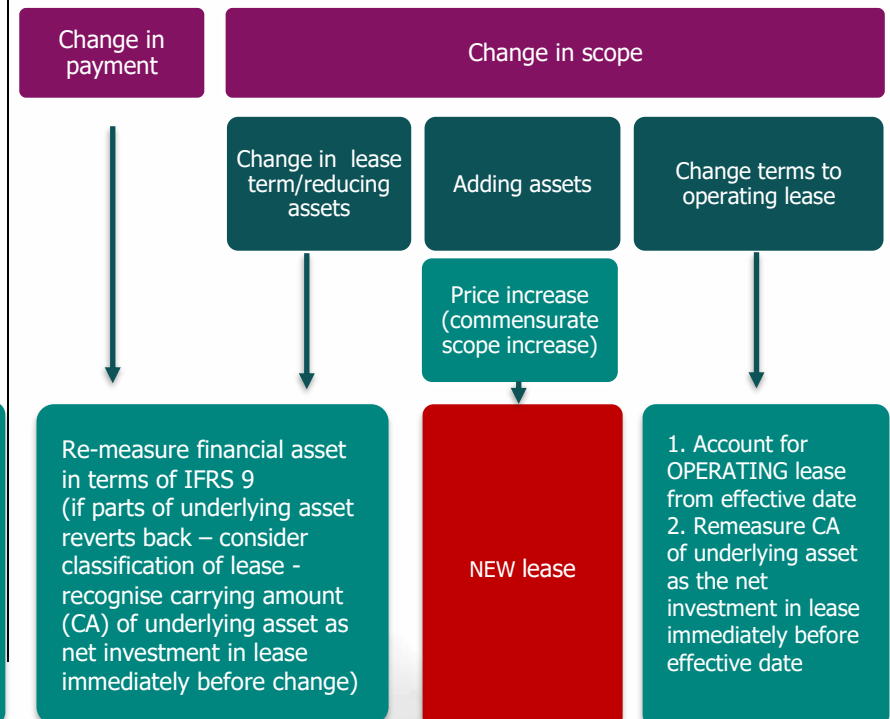 Change in
payment
Change in scope
Change in  lease
term/reducing
assets
Adding assets
Change terms to
operating lease
Price increase
(commensurate
scope increase)
Re-measure financial asset
in terms of IFRS 9
(if parts of underlying asset
reverts back – consider
classification of lease -
recognise carrying amount
(CA) of underlying asset as
net investment in lease
immediately before change)
NEW lease
1. Account for
OPERATING lease
from effective date
2. Remeasure CA
of underlying asset
as the net
investment in lease
immediately before
effective date